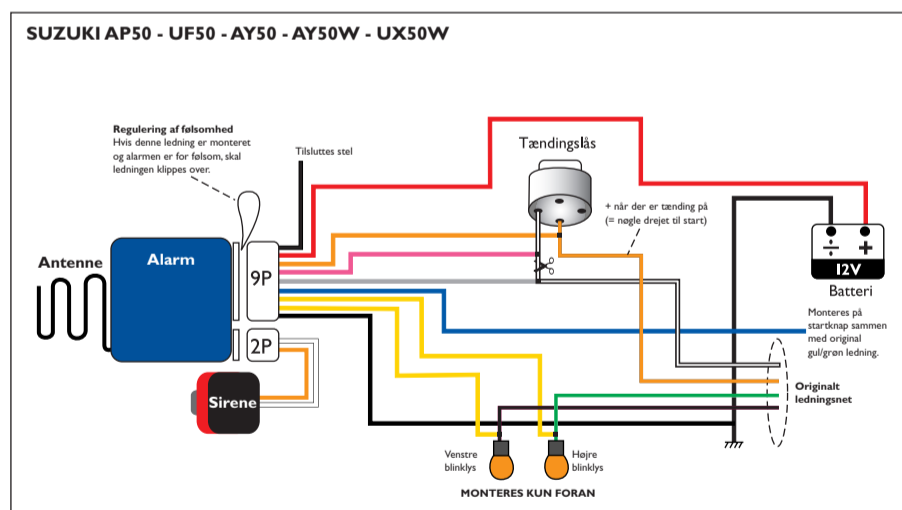 SUZUKI AP50 - UF50 - AY50 - AY50W - UX50W
Regulering af følsomhed
Hvis denne ledning er monteret
og alarmen er for følsom, skal
ledningen klippes over.
Tilsluttes stel
Tændingslås
+ når der er tænding på
(= nøgle drejet til start)
Antenne
Alarm
9P
2P
Sirene
÷ +
12V
Batteri
Monteres på
startknap sammen
med original
gul/grøn ledning.
Originalt
ledningsnet
Venstre
blinklys
Højre
blinklys
MONTERES KUN FORAN